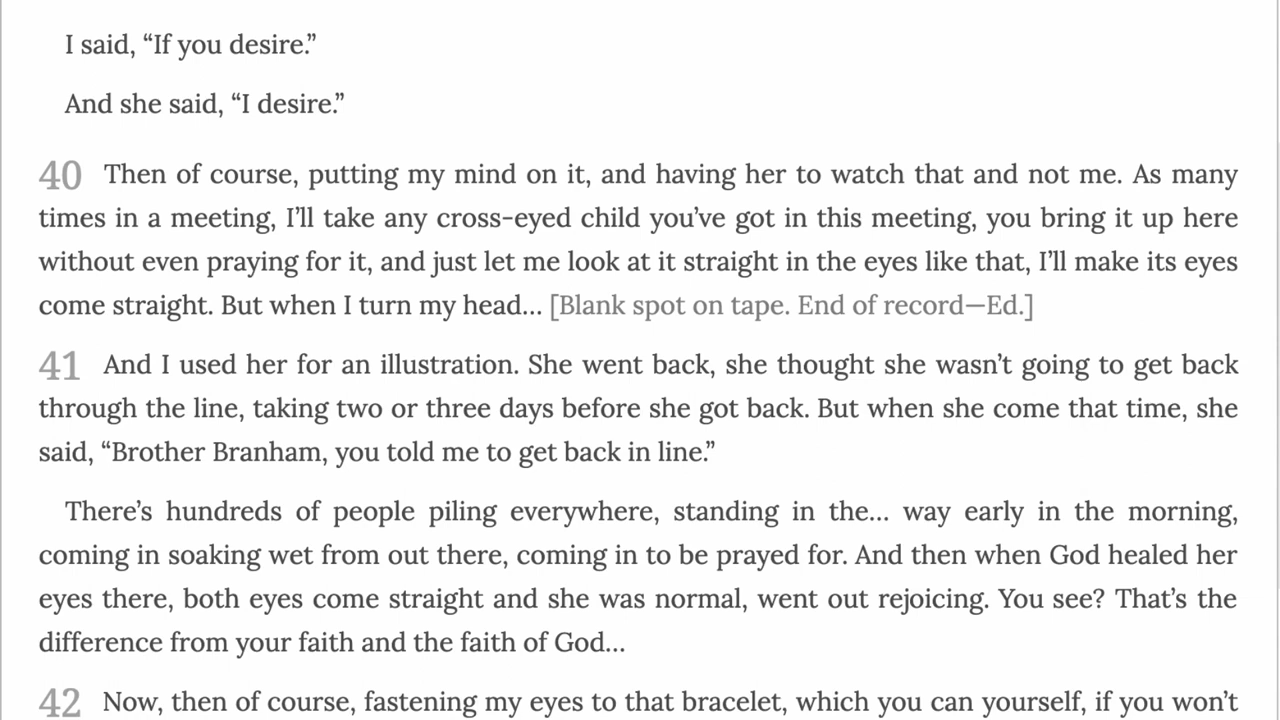 I said, “If you desire.”
And she said, “I desire.”
40 Then of course, putting my mind on it, and having her to watch that and not me. As many
times in a meeting, I’ll take any cross-eyed child you’ve got in this meeting, you bring it up here
without even praying for it, and just let me look at it straight in the eyes like that, I’ll make its eyes
come straight. But when I turn my head… [Blank spot on tape. End of record—Ed.]
41 And I used her for an illustration. She went back, she thought she wasn’t going to get back
through the line, taking two or three days before she got back. But when she come that time, she
said, “Brother Branham, you told me to get back in line.”
There’s hundreds of people piling everywhere, standing in the… way early in the morning,
coming in soaking wet from out there, coming in to be prayed for. And then when God healed her
eyes there, both eyes come straight and she was normal, went out rejoicing. You see? That’s the
difference from your faith and the faith of God…
42 Now, then of course, fastening my eyes to that bracelet, which you can yourself, if you won’t